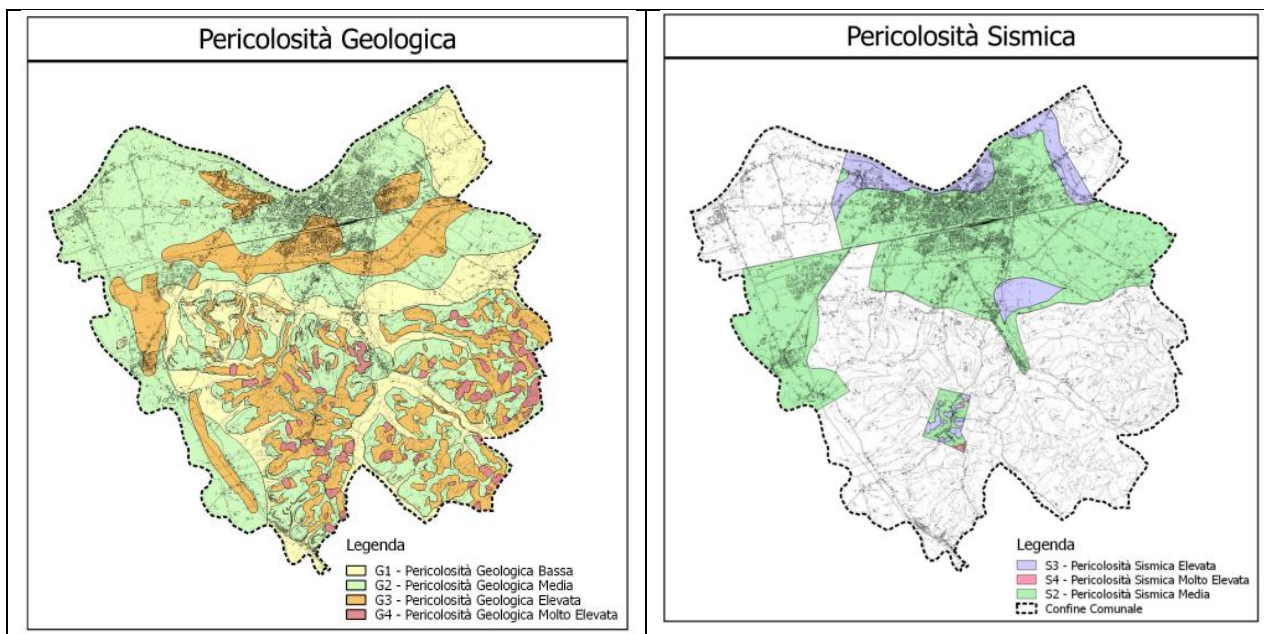 Pericolosità Geologica
Legenda
G1 - Pericolosità Geologica Bassa
G2 - Pericolosità Geologica Media
G3 - Pericolosità Geologica Elevata
G4 - Pericolosità Geologica Molto Elevata
Pericolosità Sismica
Legenda
S3 - Pericolosità Sismica Elevata
S4 - Pericolosità Sismica Molto Elevata
S2 - Pericolosità Sismica Media
Confine Comunale